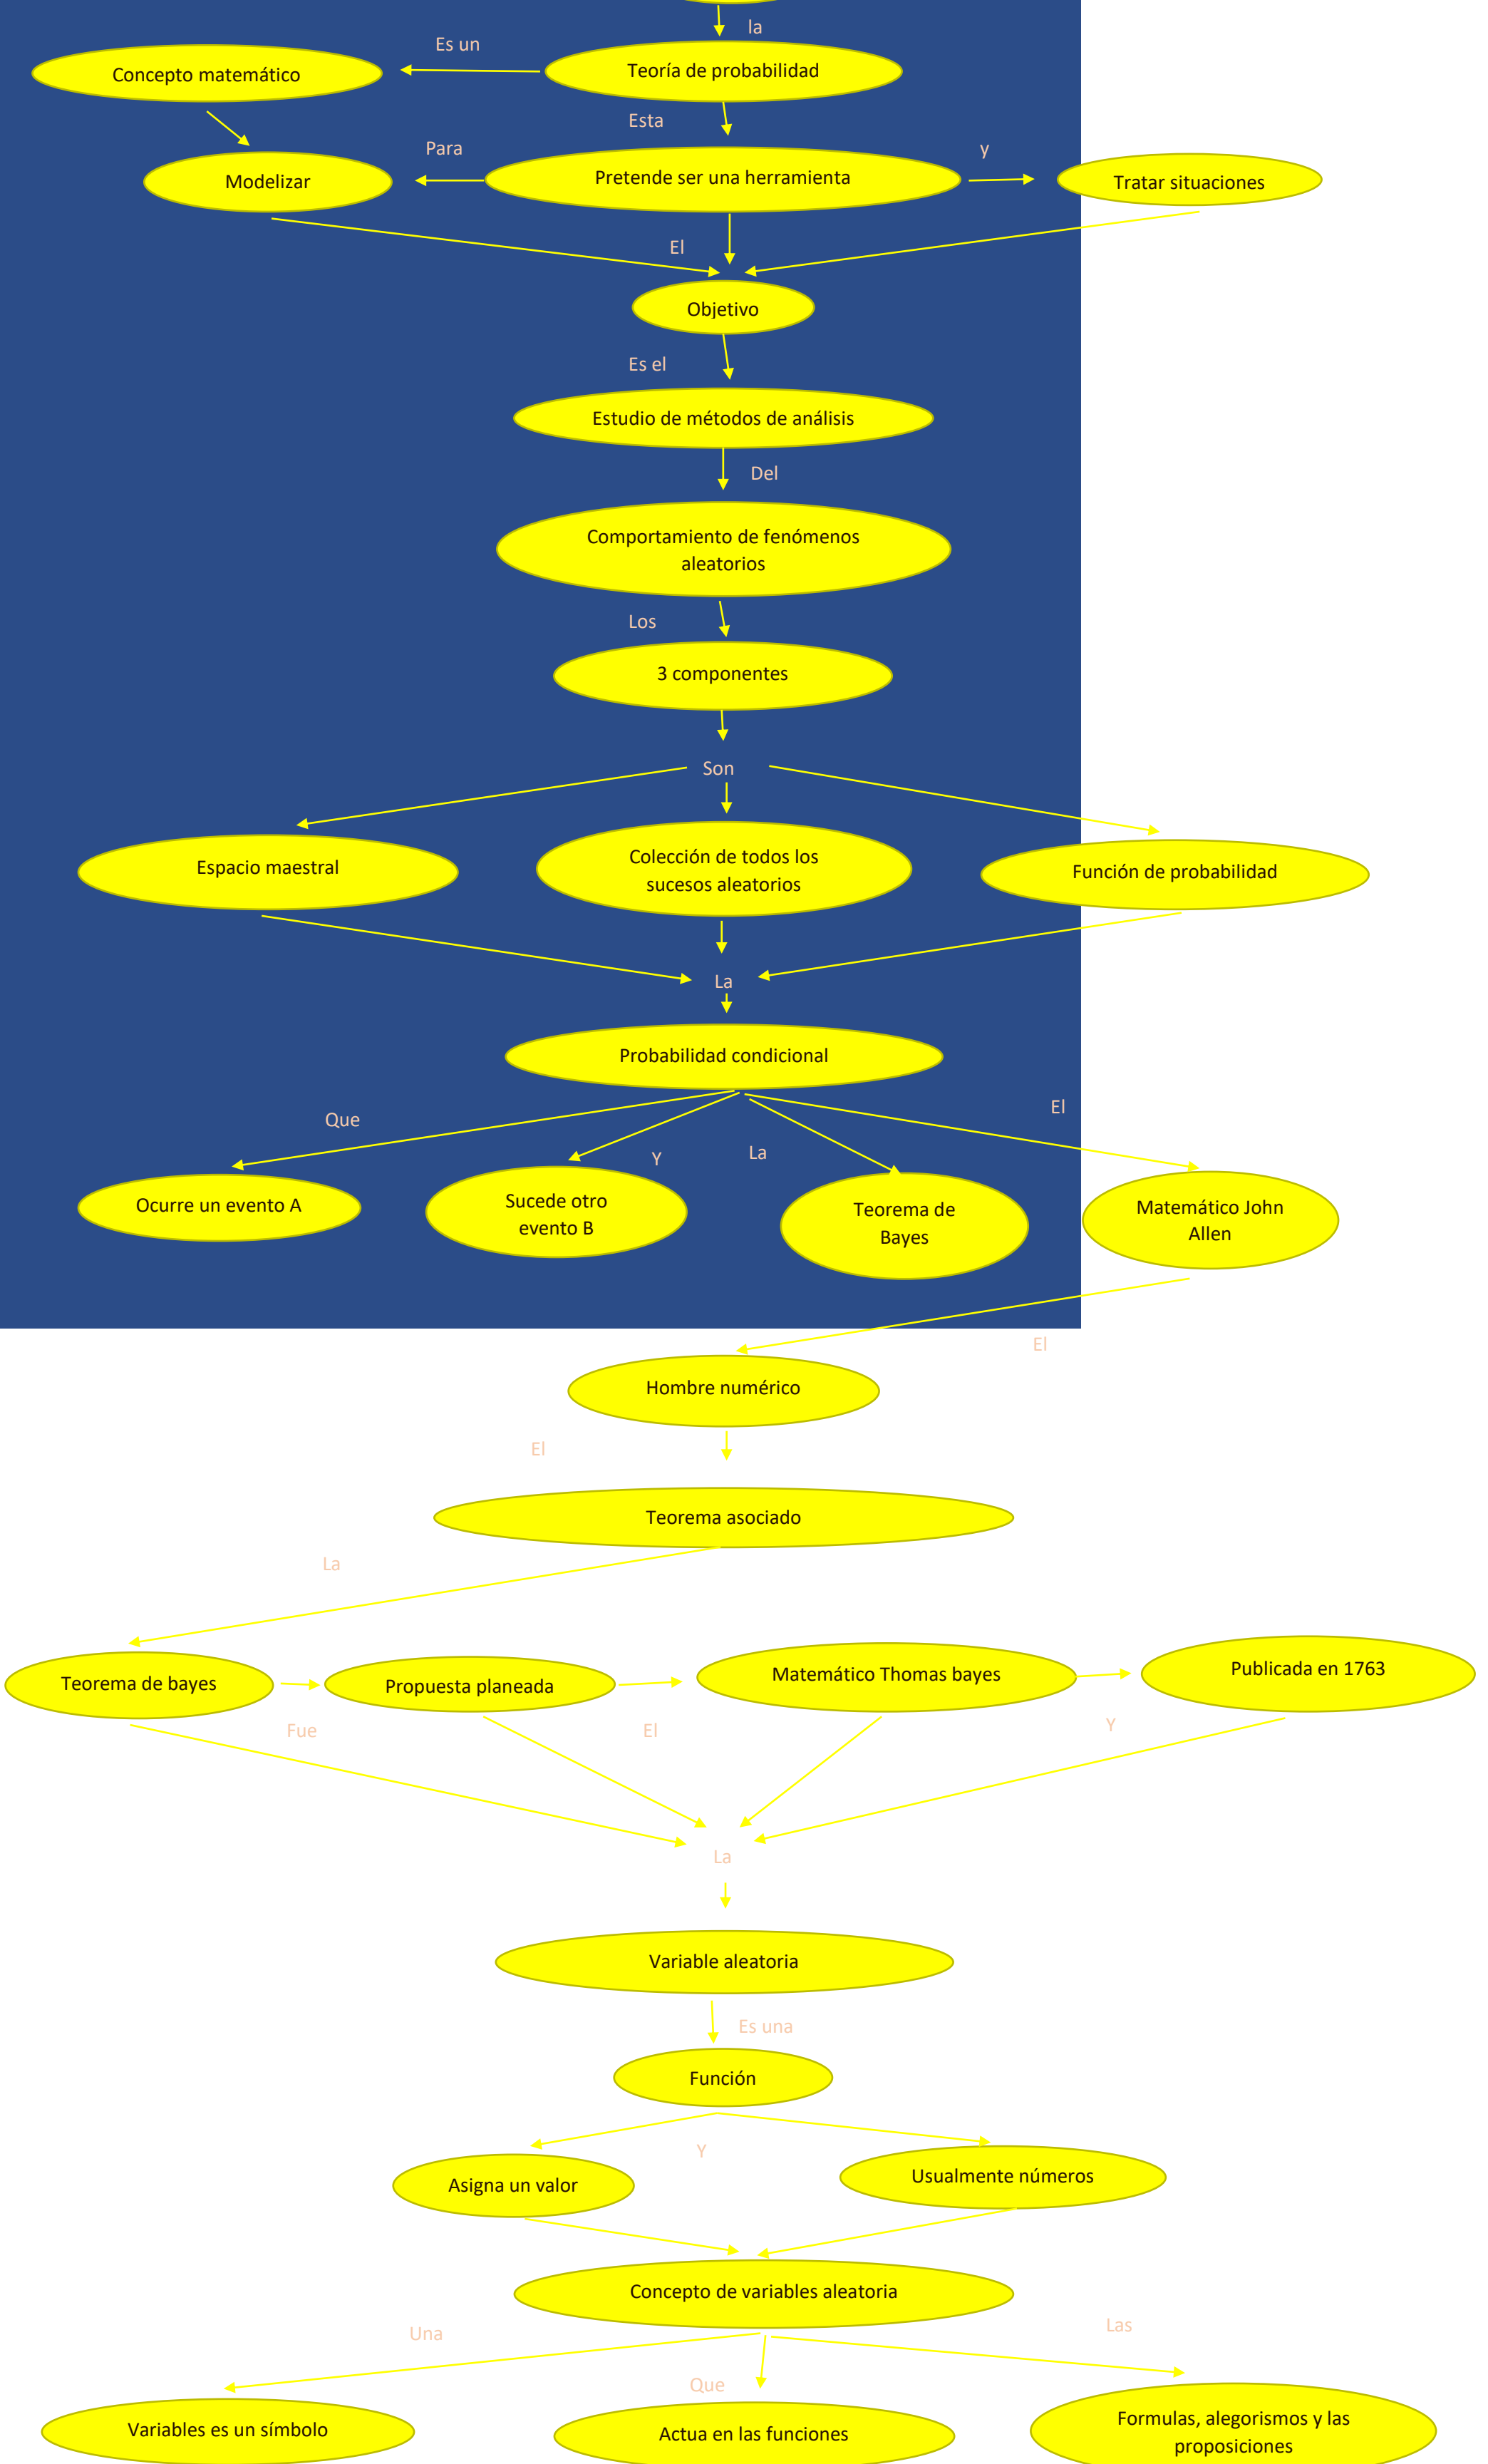 la
Es un
Teoría de probabilidad
Concepto matemático
Esta
Para
y
Pretende ser una herramienta
Modelizar
Tratar situaciones
El
Objetivo
Es el
Estudio de métodos de análisis
Del
Comportamiento de fenómenos
aleatorios
Los
3 componentes
Son
Espacio maestral
Colección de todos los
sucesos aleatorios
Función de probabilidad
La
Probabilidad condicional
Que
El
Y
La
Ocurre un evento A
Sucede otro
evento B
Teorema de
Bayes
Matemático John
Allen
El
Hombre numérico
El
Teorema asociado
La
Teorema de bayes
Propuesta planeada
Matemático Thomas bayes
Publicada en 1763
Fue
El
Y
La
Variable aleatoria
Es una
Función
Y
Asigna un valor
Usualmente números
Concepto de variables aleatoria
Una
Las
Que
Variables es un símbolo
Actua en las funciones
Formulas, alegorismos y las
proposiciones